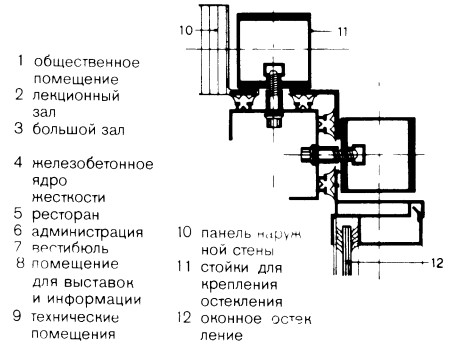 10
11
1 общественное
помещение
2 лекционный
зал
3 большой зал
4 железобетонное
ядро
жесткости
5 ресторан
6 администрация
7 вестибюль
8 помещение
для выставок
и информации
9 технические
помещения
10 панель наруж
ной стены
11 стойки для
крепления
остекления
12 оконное остек
ление
12